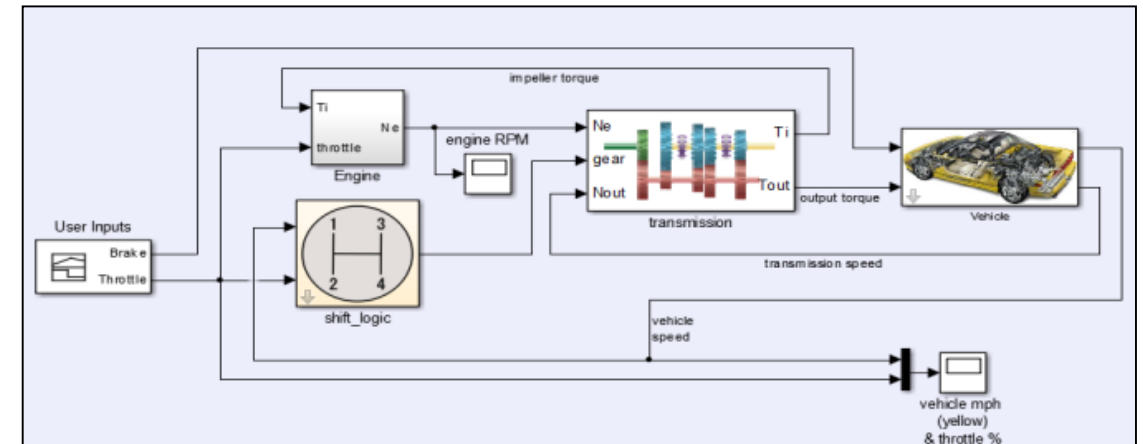 impeller torque
Ti
Ne
throttle
Engine
engine RPM
Ne
gear
Nout
Ti
Tout
transmission
output torque
Vehicle
transmission speed
User Inputs
Brake
Throttle
1 3
2 4
shift_logic
vehicle
speed
vehicle mph
(yellow)
& throttle %